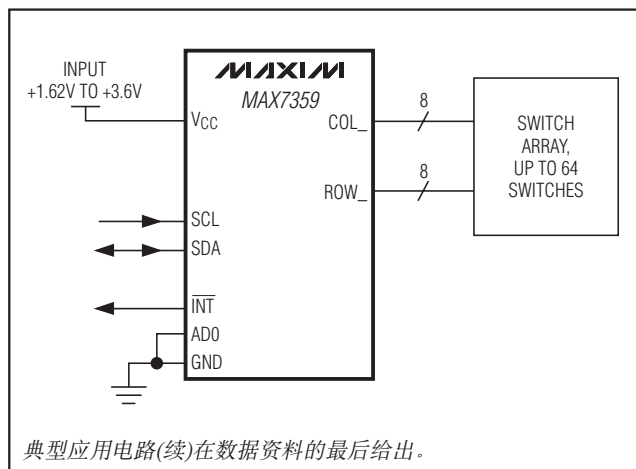 INPUT
+1.62V TO +3.6V
MAXIM
MAX7359
VCC
COL_
8
ROW_
8
SWITCH
ARRAY,
UP TO 64
SWITCHES
SCL
SDA
INT
AD0
GND
典型应用电路(续)在数据资料的最后给出。